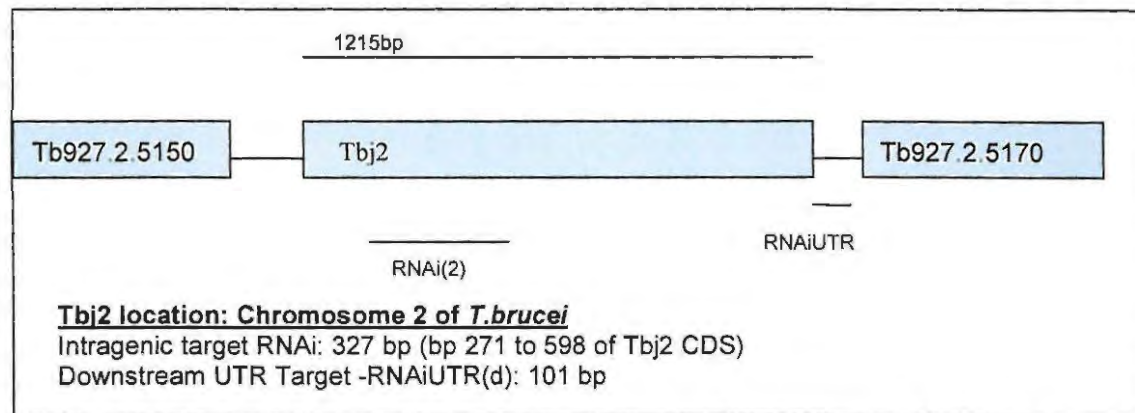 1215bp
Tb927.2.5150
Tbj2
Tb927.2.5170
RNAiUTR
RNAi(2)
Tbj2 location: Chromosome 2 of T.brucei
Intragenic target RNAi: 327 bp (bp 271 to 598 of Tbj2 CDS)
Downstream UTR Target -RNAiUTR(d): 101 bp